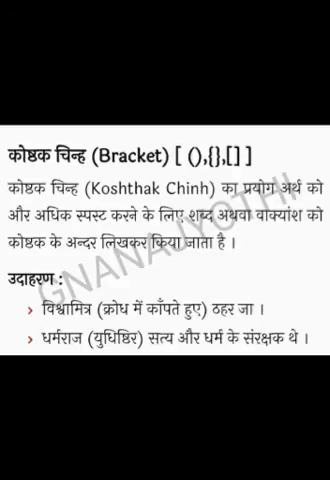 कोष्ठक चिन्ह (Bracket) [ (),{},[] ]
कोष्ठक चिन्ह (Koshthak Chinh) का प्रयोग अर्थ को
और अधिक स्पस्ट करने के लिए शब्द अथवा वाक्यांश को
कोष्ठक के अन्दर लिखकर किया जाता है ।
उदाहरण :
› विश्वामित्र (क्रोध में काँपते हुए) ठहर जा ।
› धर्मराज (युधिष्ठिर) सत्य और धर्म के संरक्षक थे ।
GNANAJYOTHI